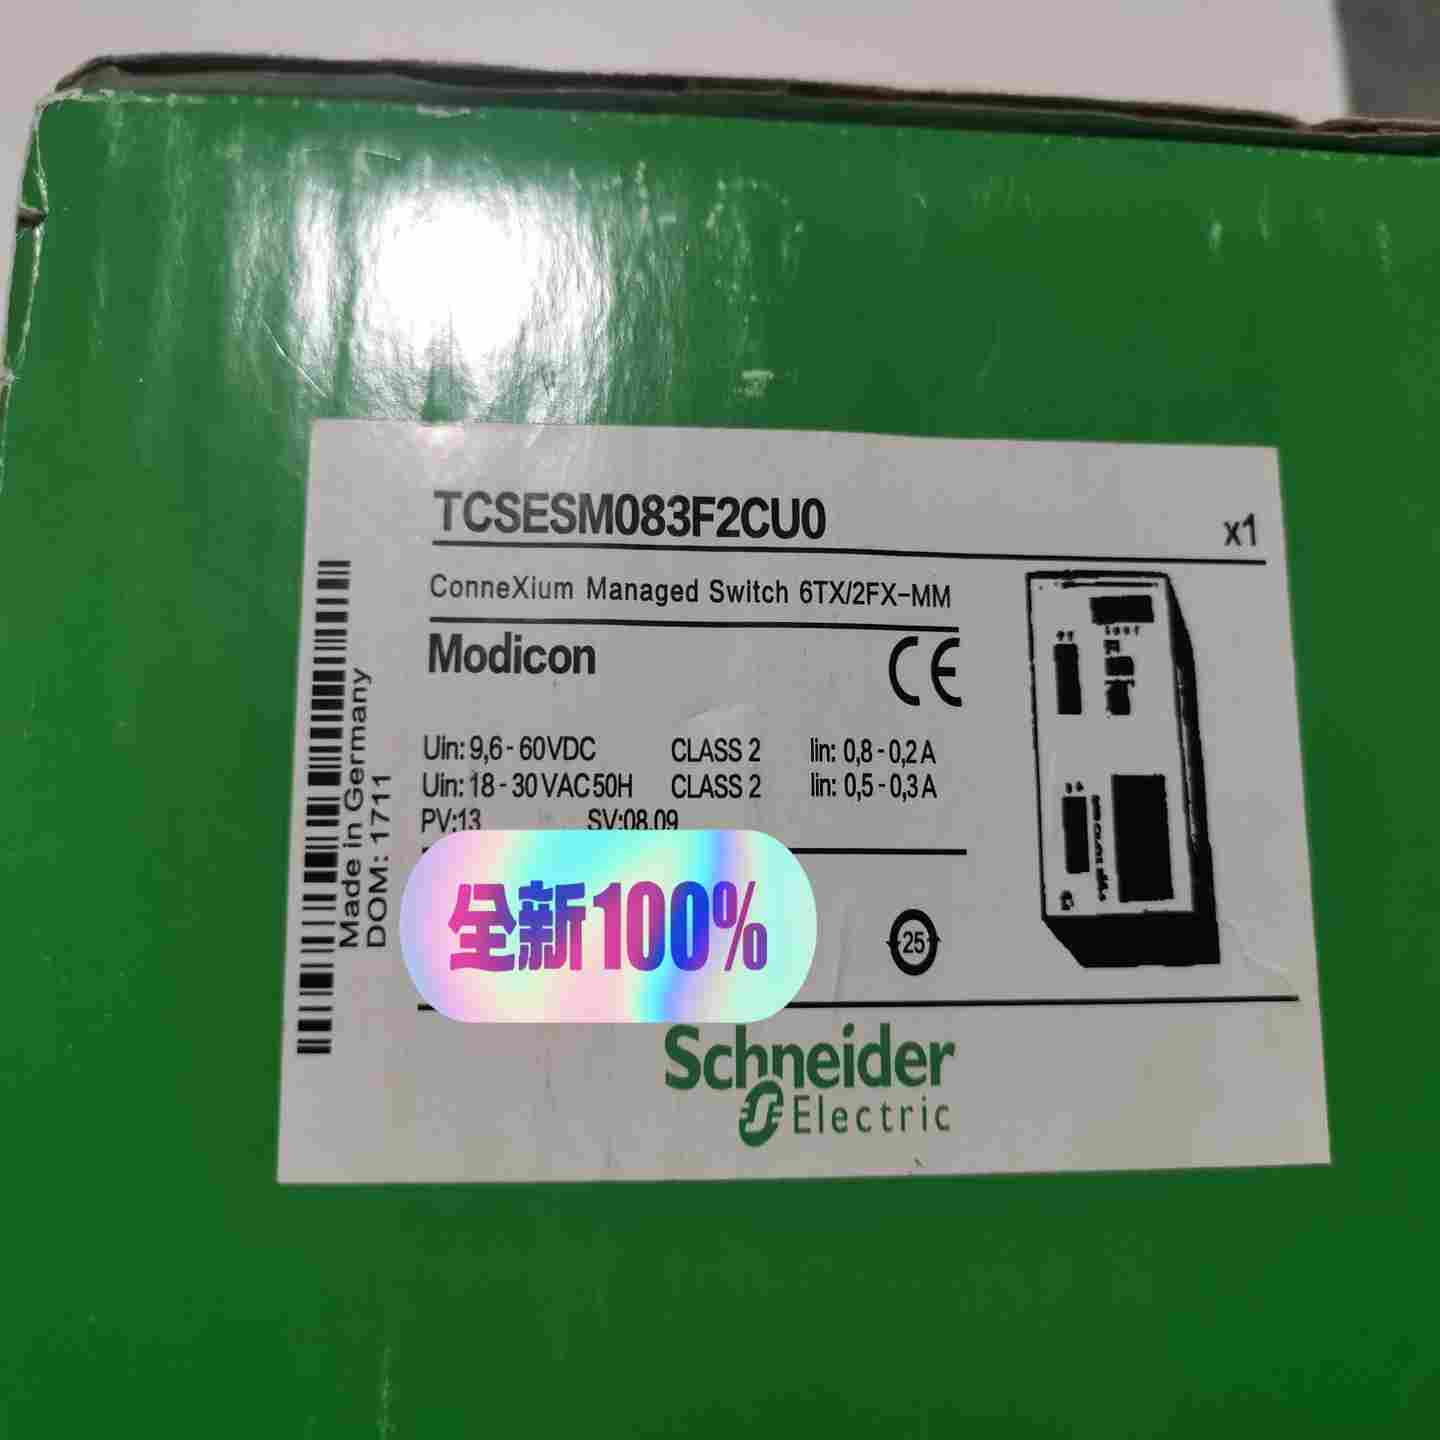 TCSESM083F2CU0
x1
ConneXium Managed Switch 6TX/2FX-MM
Modicon
CE
Uin: 9,6 - 60VDC CLASS 2 Iin: 0,8 - 0,2 A
Uin: 18 - 30 VAC50H CLASS 2 Iin: 0,5 - 0,3 A
PV:13 SV:08.09
Made in Germany
DOM: 1711
全新100%
25
Schneider
Electric